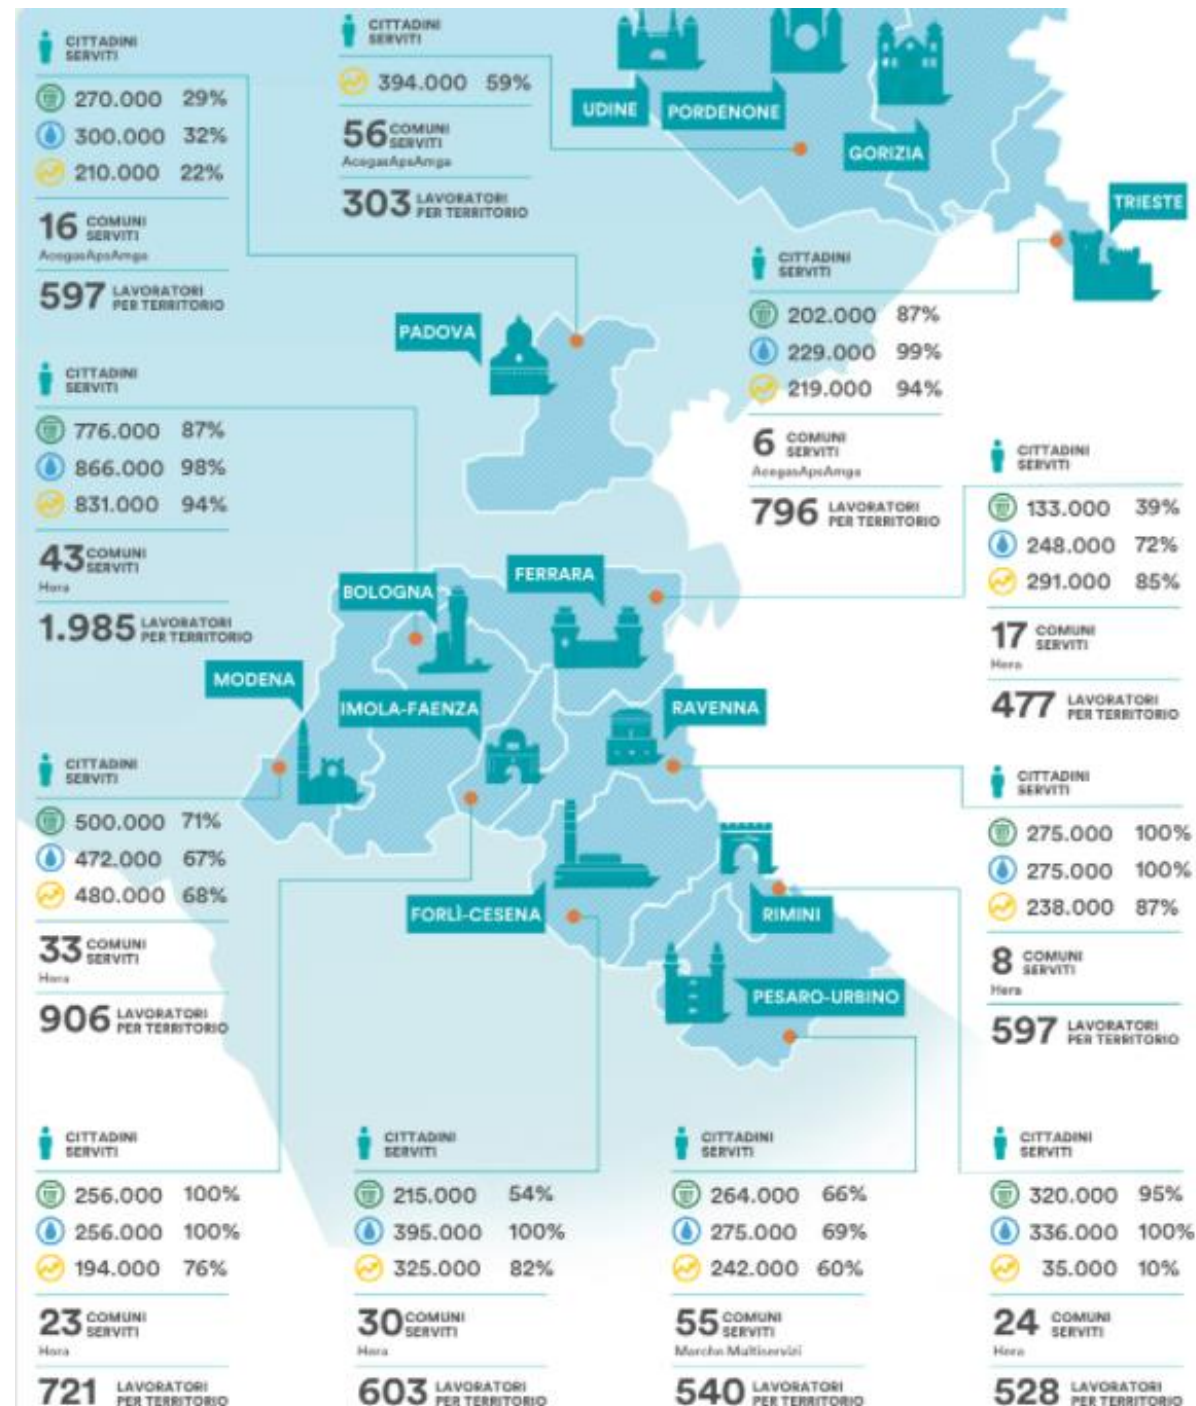 CITTADINI
SERVITI
270.000 29%
300.000 32%
210.000 22%
16 COMUNI
SERVITI
AcegasApsAmga
597 LAVORATORI
PER TERRITORIO
CITTADINI
SERVITI
394.000 59%
56 COMUNI
SERVITI
AcegasApsAmga
303 LAVORATORI
PER TERRITORIO
UDINE
PORDENONE
GORIZIA
TRIESTE
CITTADINI
SERVITI
202.000 87%
229.000 99%
219.000 94%
6 COMUNI
SERVITI
AcegasApsAmga
796 LAVORATORI
PER TERRITORIO
PADOVA
CITTADINI
SERVITI
776.000 87%
866.000 98%
831.000 94%
43 COMUNI
SERVITI
Hera
1.985 LAVORATORI
PER TERRITORIO
CITTADINI
SERVITI
133.000 39%
248.000 72%
291.000 85%
17 COMUNI
SERVITI
Hera
477 LAVORATORI
PER TERRITORIO
BOLOGNA
FERRARA
MODENA
IMOLA-FAENZA
RAVENNA
CITTADINI
SERVITI
500.000 71%
472.000 67%
480.000 68%
33 COMUNI
SERVITI
Hera
906 LAVORATORI
PER TERRITORIO
CITTADINI
SERVITI
275.000 100%
275.000 100%
238.000 87%
8 COMUNI
SERVITI
Hera
597 LAVORATORI
PER TERRITORIO
FORLÌ-CESENA
RIMINI
PESARO-URBINO
CITTADINI
SERVITI
256.000 100%
256.000 100%
194.000 76%
23 COMUNI
SERVITI
Hera
721 LAVORATORI
PER TERRITORIO
CITTADINI
SERVITI
215.000 54%
395.000 100%
325.000 82%
30 COMUNI
SERVITI
Hera
603 LAVORATORI
PER TERRITORIO
CITTADINI
SERVITI
264.000 66%
275.000 69%
242.000 60%
55 COMUNI
SERVITI
Marche Multiservizi
540 LAVORATORI
PER TERRITORIO
CITTADINI
SERVITI
320.000 95%
336.000 100%
35.000 10%
24 COMUNI
SERVITI
Hera
528 LAVORATORI
PER TERRITORIO